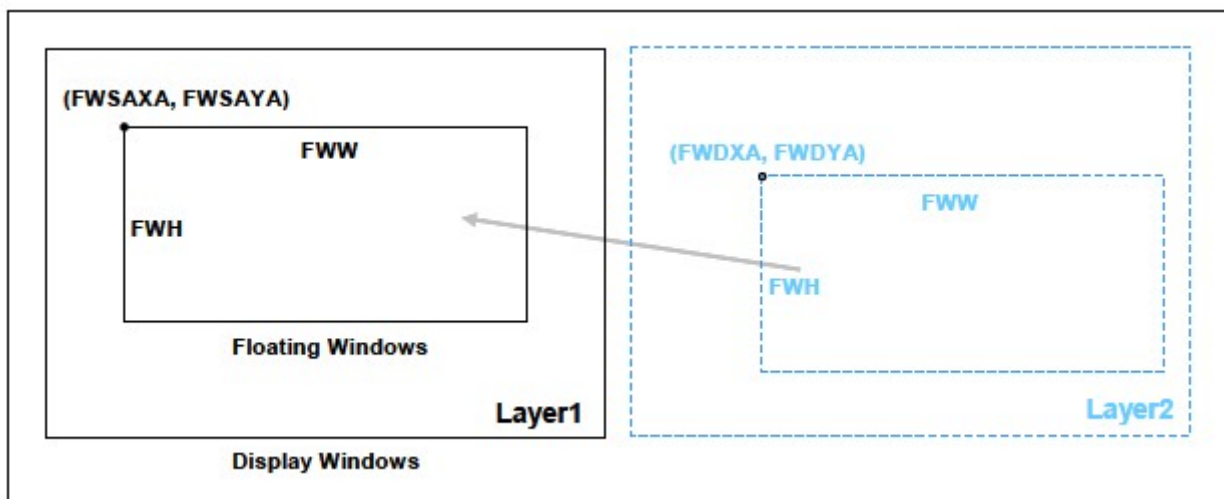 (FWSAXA, FWSAYA)
FWW
FWH
Floating Windows
Layer1
Display Windows
(FWDXA, FWDYA)
FWW
FWH
Layer2